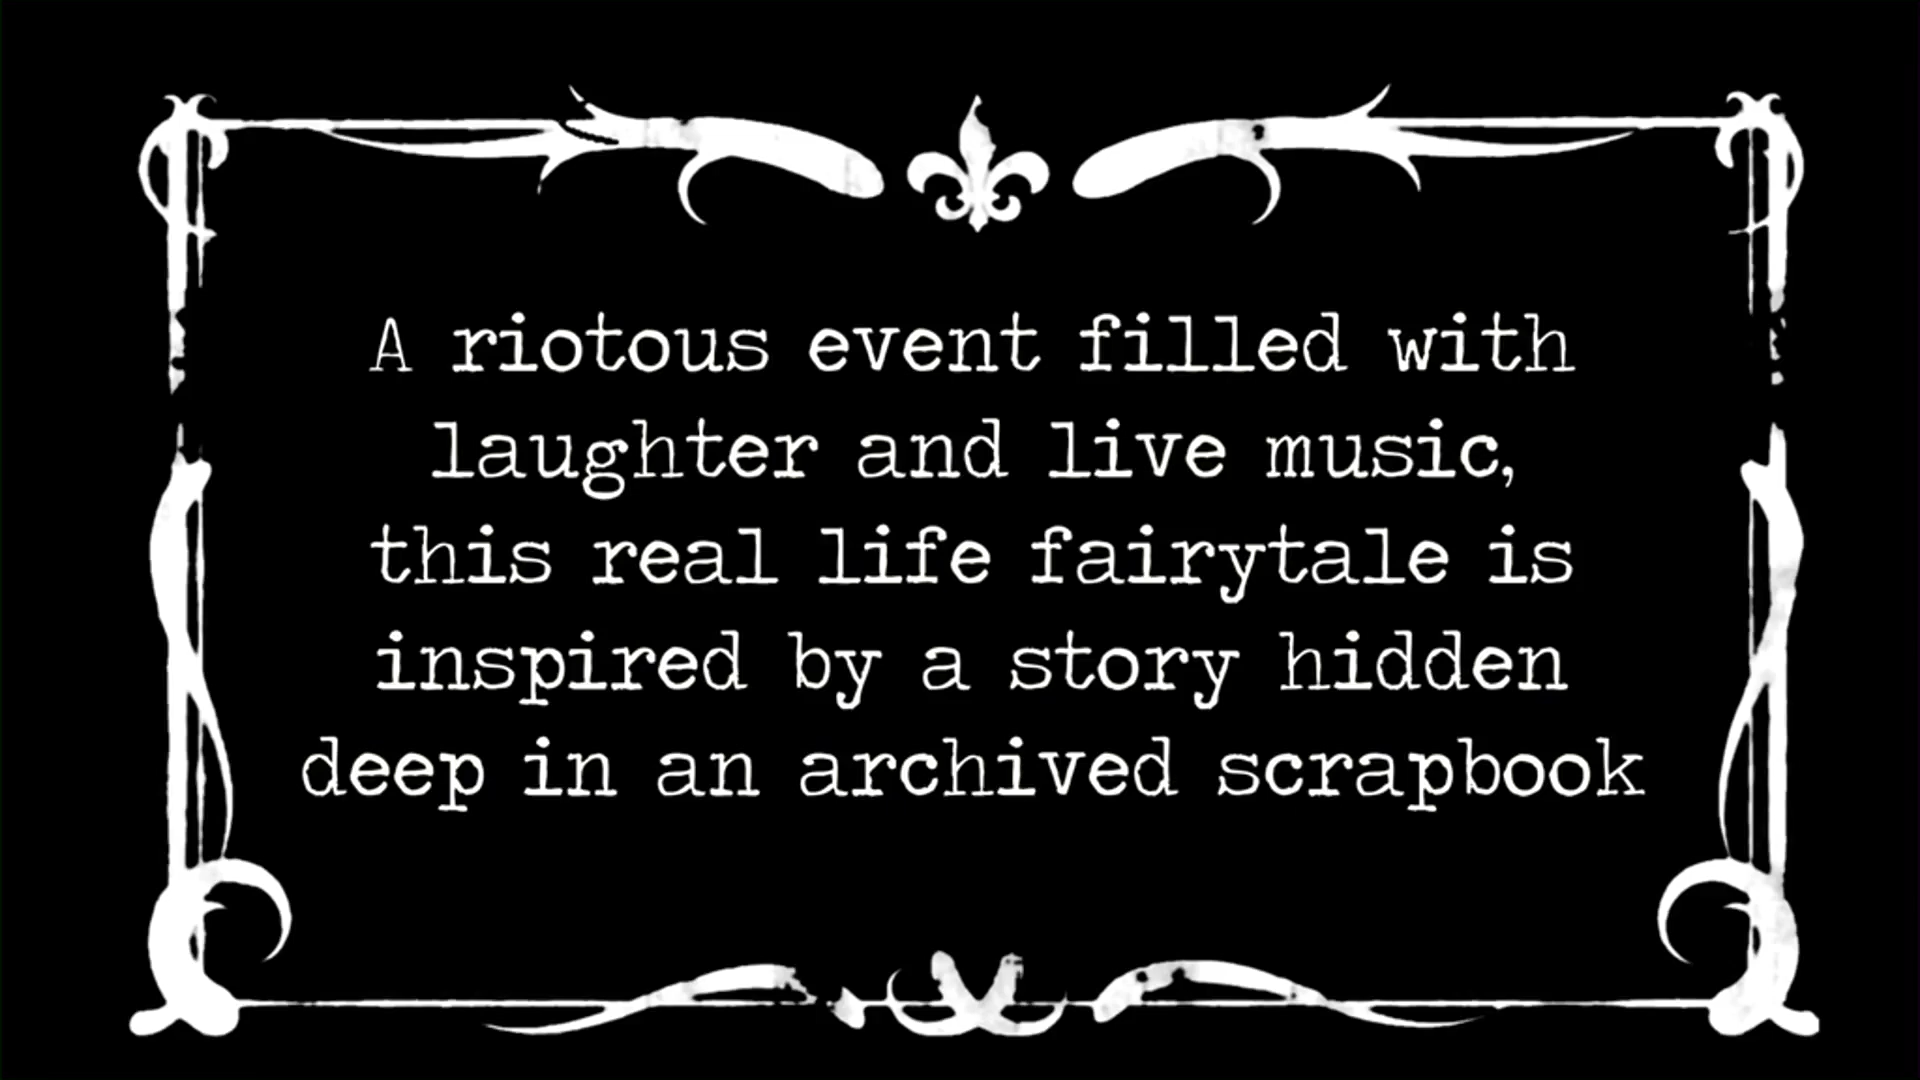 A riotous event filled with
laughter and live music,
this real life fairytale is
inspired by a story hidden
deep in an archived scrapbook